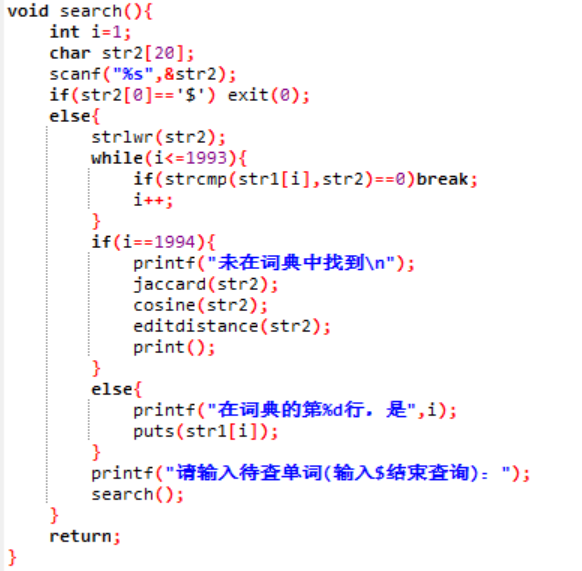 void search(){
    int i=1;
    char str2[20];
    scanf("%s",&str2);
    if(str2[0]=='$') exit(0);
    else{
        strlwr(str2);
        while(i<=1993){
            if(strcmp(str1[i],str2)==0)break;
            i++;
        }
        if(i==1994){
            printf("未在词典中找到\n");
            jaccard(str2);
            cosine(str2);
            editdistance(str2);
            print();
        }
        else{
            printf("在词典的第%d行，是",i);
            puts(str1[i]);
        }
        printf("请输入待查单词(输入$结束查询)：");
        search();
    }
    return;
}